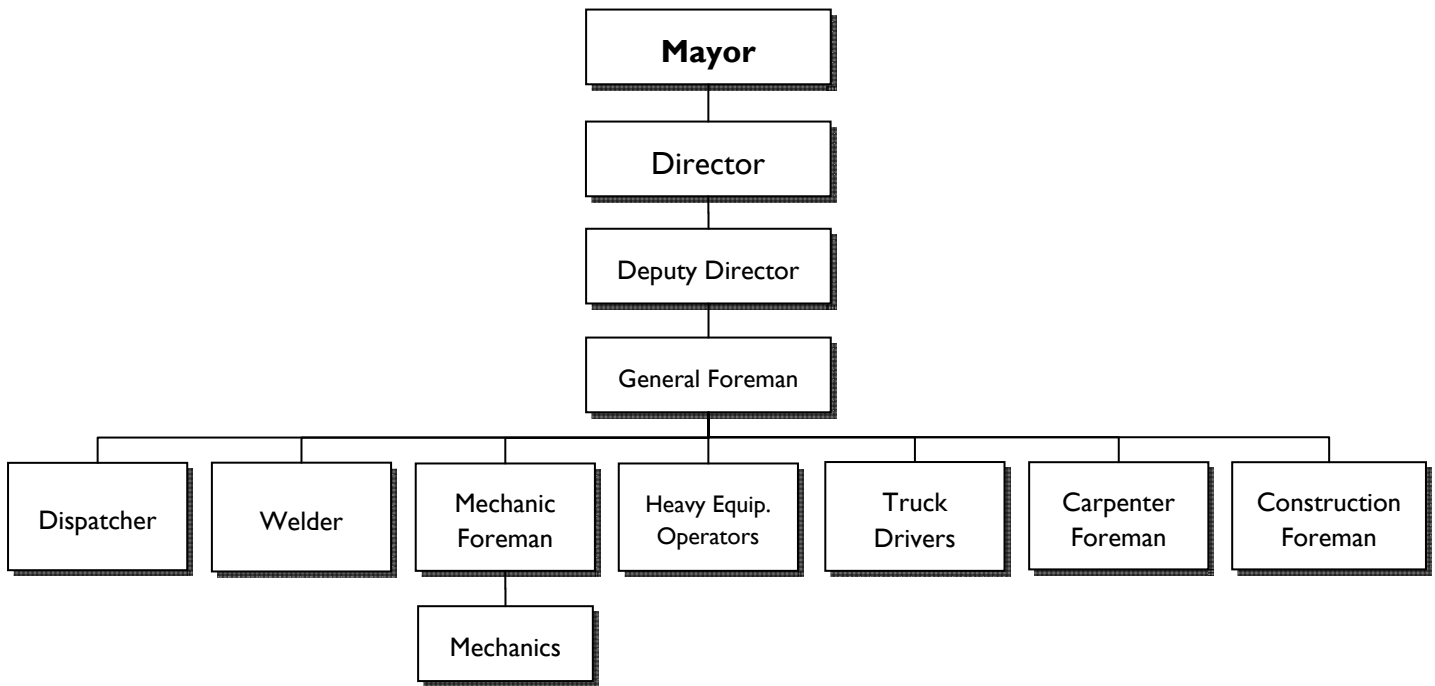 Mayor
Director
Deputy Director
General Foreman
Dispatcher
Welder
Mechanic
Foreman
Heavy Equip.
Operators
Truck
Drivers
Carpenter
Foreman
Construction
Foreman
Mechanics